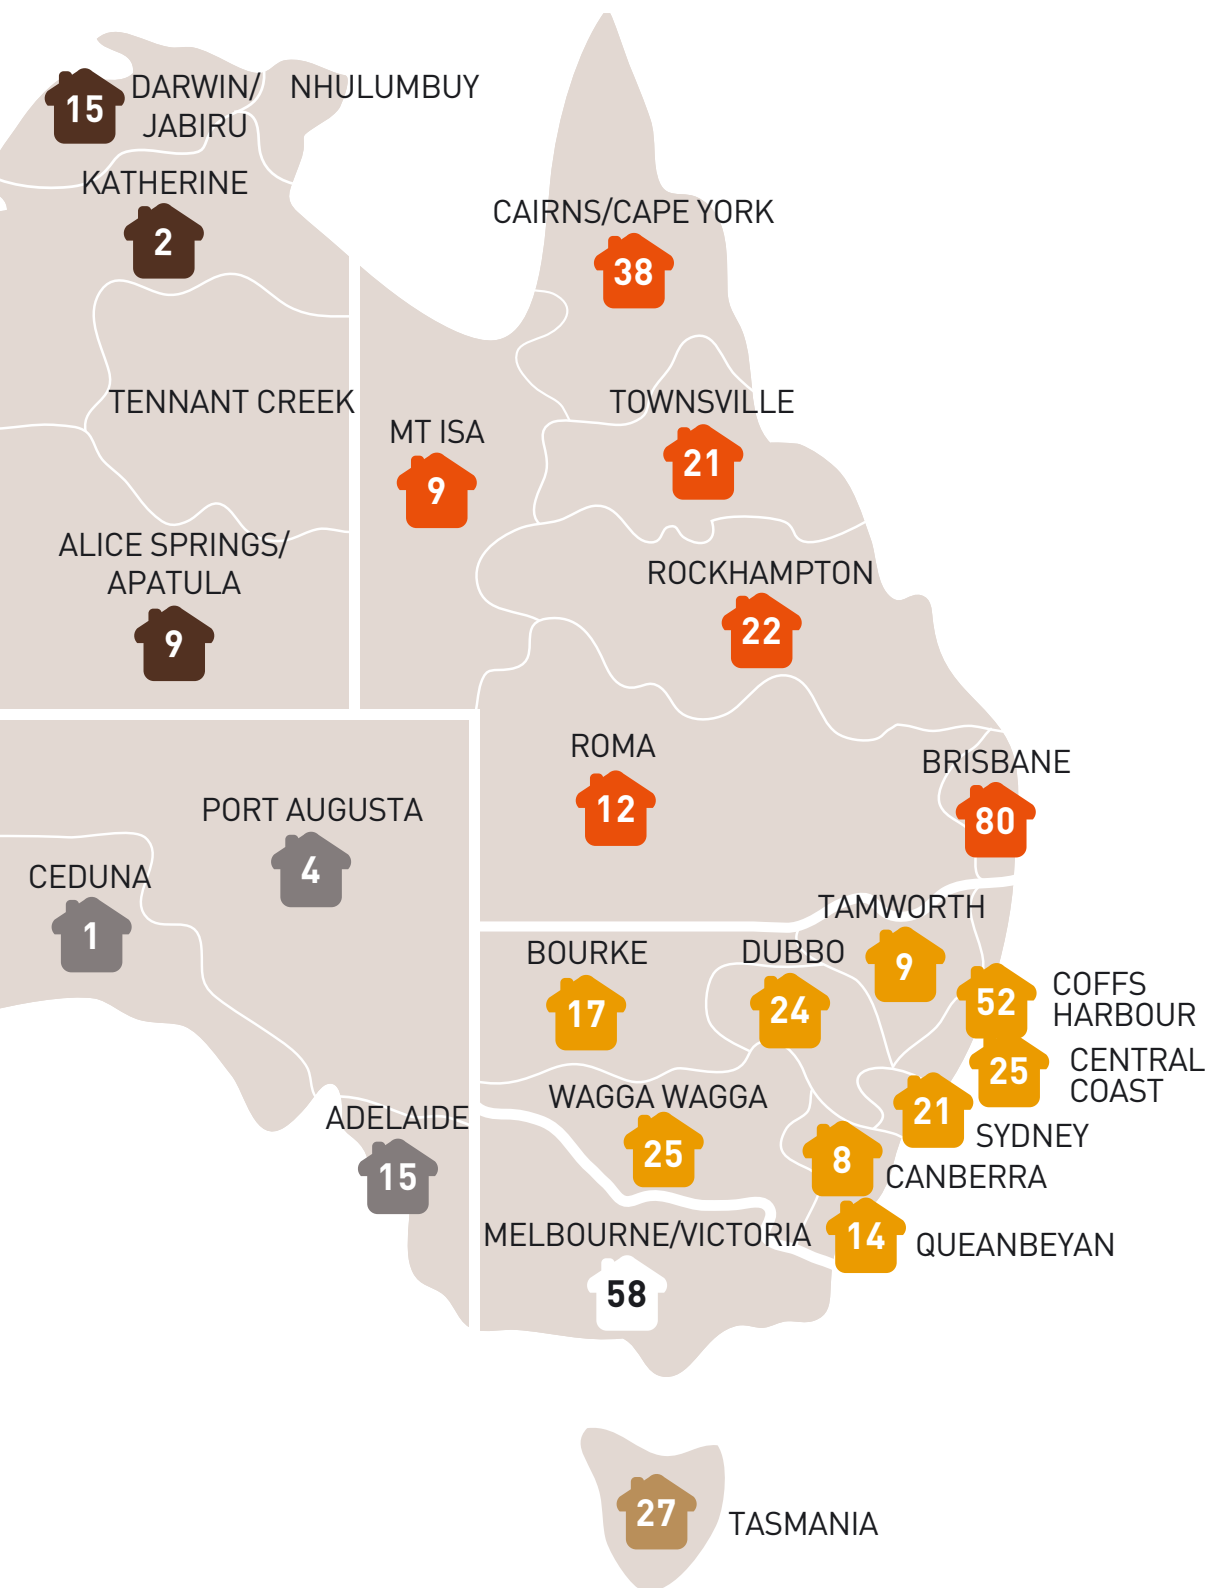 DARWIN/
JABIRU
15
NHULUMBUY
KATHERINE
2
CAIRNS/CAPE YORK
38
TENNANT CREEK
MT ISA
9
TOWNSVILLE
21
ALICE SPRINGS/
APATULA
9
ROCKHAMPTON
22
ROMA
12
BRISBANE
80
PORT AUGUSTA
4
CEDUNA
1
TAMWORTH
9
BOURKE
17
DUBBO
24
52
COFFS
HARBOUR
25
CENTRAL
COAST
WAGGA WAGGA
25
21
SYDNEY
ADELAIDE
15
8
CANBERRA
MELBOURNE/VICTORIA
58
14
QUEANBEYAN
27
TASMANIA